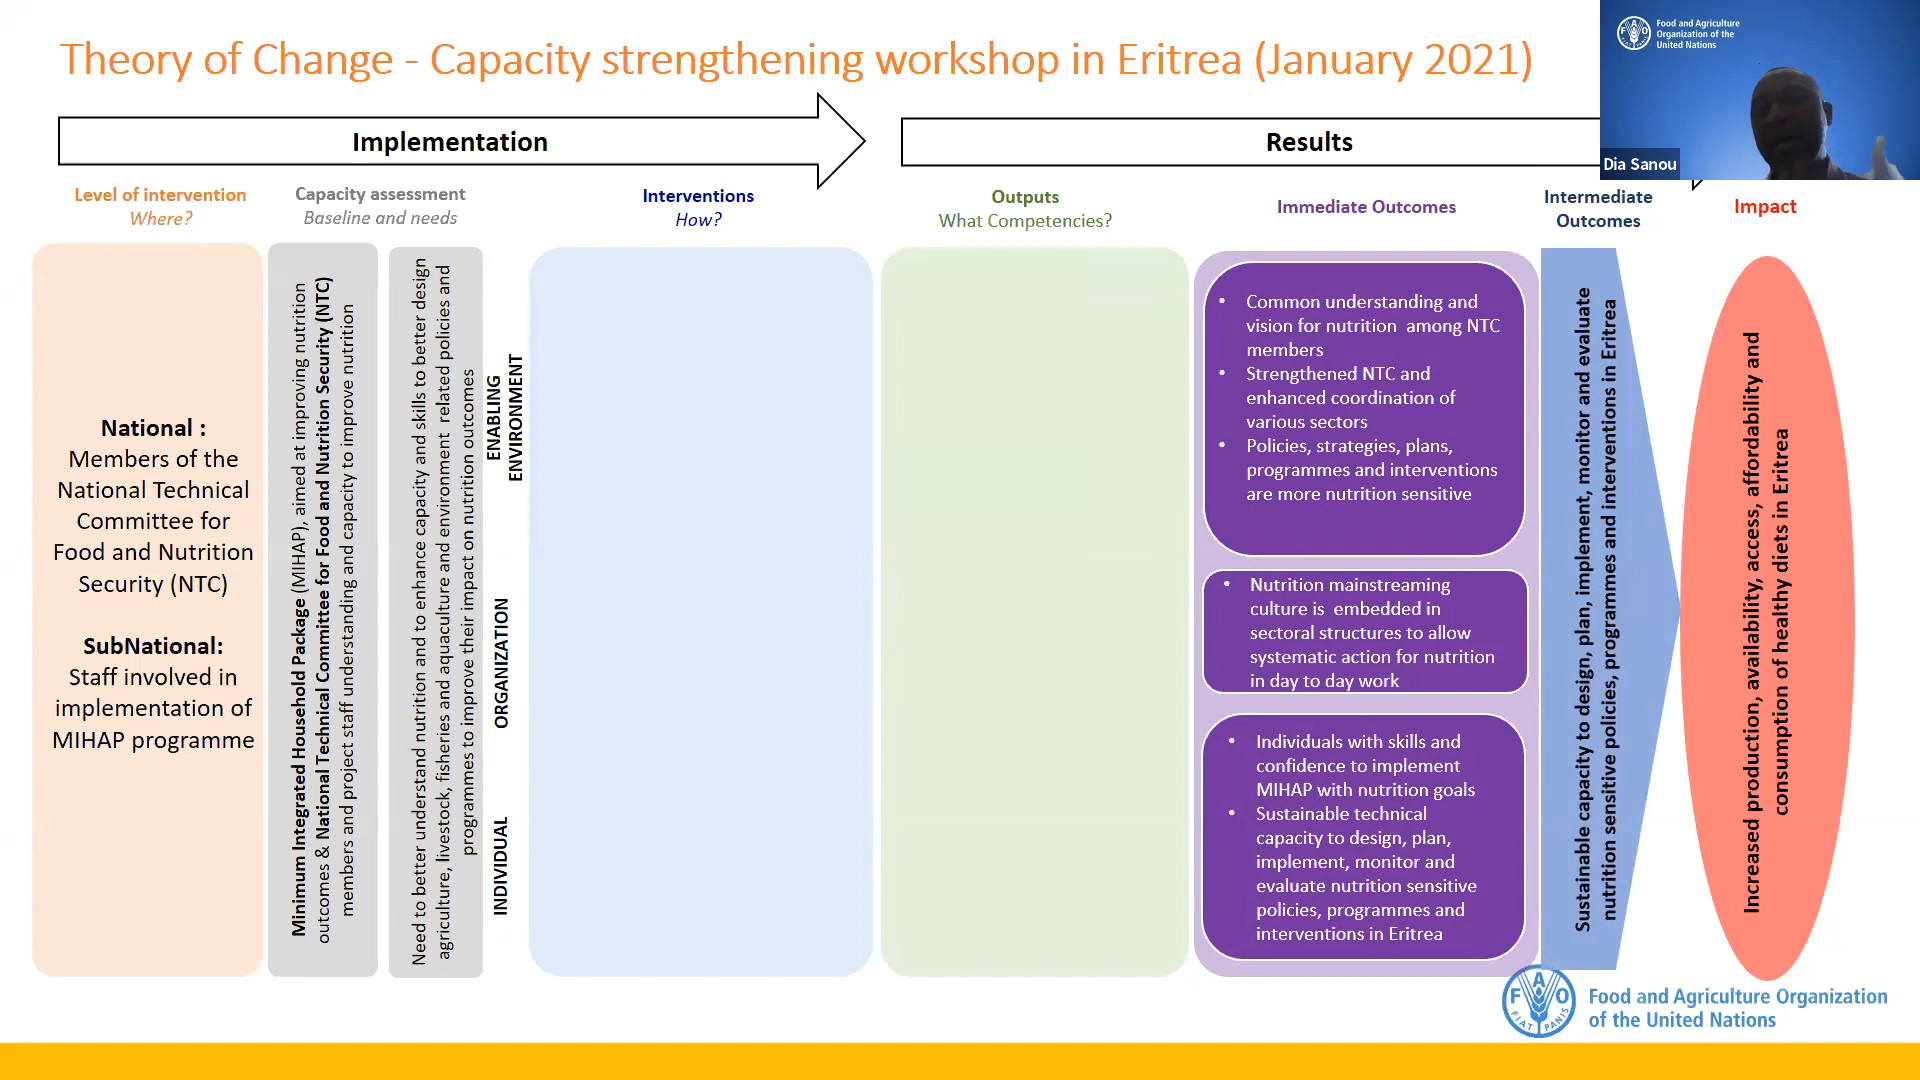 Theory of Change - Capacity strengthening workshop in Eritrea (January 2021)
Food and Agriculture
Organization of the
United Nations
Dia Sanou
Implementation
Results
Level of intervention
Where?
Capacity assessment
Baseline and needs
Interventions
How?
Outputs
What Competencies?
Immediate Outcomes
Intermediate
Outcomes
Impact
National :
Members of the
National Technical
Committee for
Food and Nutrition
Security (NTC)
SubNational:
Staff involved in
implementation of
MIHAP programme
Minimum Integrated Household Package (MIHAP), aimed at improving nutrition
outcomes & National Technical Committee for Food and Nutrition Security (NTC)
members and project staff understanding and capacity to improve nutrition
Need to better understand nutrition and to enhance capacity and skills to better design
agriculture, livestock, fisheries and aquaculture and environment  related policies and
programmes to improve their impact on nutrition outcomes
ENABLING
ENVIRONMENT
ORGANIZATION
INDIVIDUAL
• Common understanding and
vision for nutrition  among NTC
members
• Strengthened NTC and
enhanced coordination of
various sectors
• Policies, strategies, plans,
programmes and interventions
are more nutrition sensitive
• Nutrition mainstreaming
culture is  embedded in
sectoral structures to allow
systematic action for nutrition
in day to day work
• Individuals with skills and
confidence to implement
MIHAP with nutrition goals
• Sustainable technical
capacity to design, plan,
implement, monitor and
evaluate nutrition sensitive
policies, programmes and
interventions in Eritrea
Sustainable capacity to design, plan, implement, monitor and evaluate
nutrition sensitive policies, programmes and interventions in Eritrea
Increased production, availability, access, affordability and
consumption of healthy diets in Eritrea
F A O
FIAT PANIS
Food and Agriculture Organization
of the United Nations